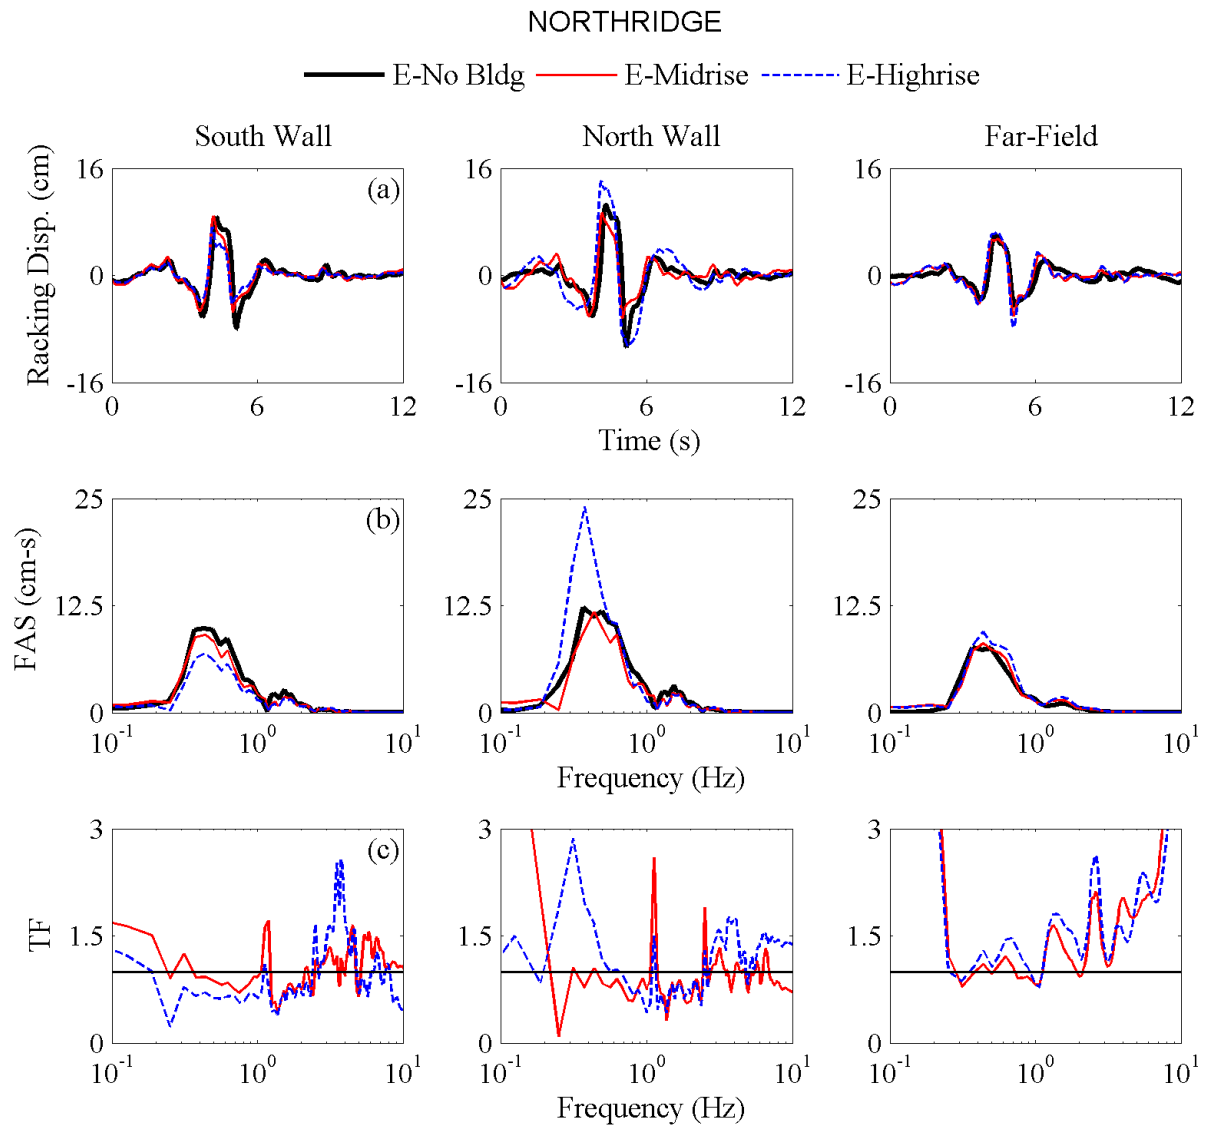 NORTHRIDGE
E-No Bldg E-Midrise E-Highrise
South Wall North Wall Far-Field
Racking Disp. (cm)
(a)
16 16 16
0 0 0
-16 -16 -16
0 6 12 0 6 12 0 6 12
Time (s)
FAS (cm-s)
(b)
25 25 25
12.5 12.5 12.5
0 0 0
10⁻¹ 10⁰ 10¹ 10⁻¹ 10⁰ 10¹ 10⁻¹ 10⁰ 10¹
Frequency (Hz)
TF
(c)
3 3 3
1.5 1.5 1.5
0 0 0
10⁻¹ 10⁰ 10¹ 10⁻¹ 10⁰ 10¹ 10⁻¹ 10⁰ 10¹
Frequency (Hz)